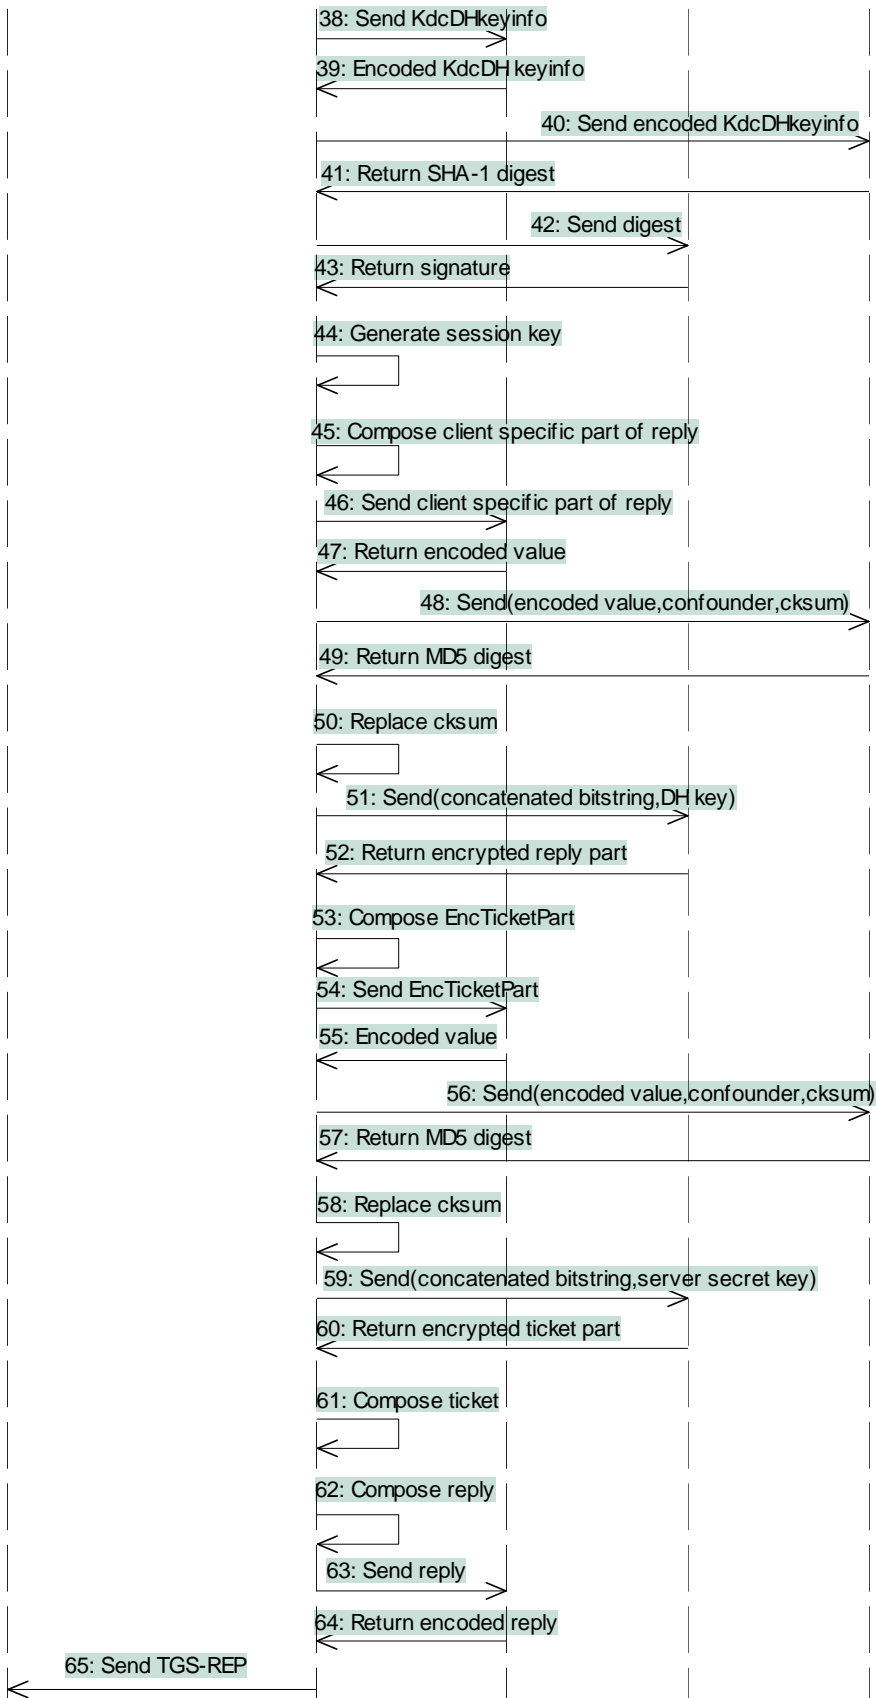 38: Send KdcDHkeyinfo
39: Encoded KdcDH keyinfo
40: Send encoded KdcDHkeyinfo
41: Return SHA-1 digest
42: Send digest
43: Return signature
44: Generate session key
45: Compose client specific part of reply
46: Send client specific part of reply
47: Return encoded value
48: Send(encoded value,confounder,cksum)
49: Return MD5 digest
50: Replace cksum
51: Send(concatenated bitstring,DH key)
52: Return encrypted reply part
53: Compose EncTicketPart
54: Send EncTicketPart
55: Encoded value
56: Send(encoded value,confounder,cksum)
57: Return MD5 digest
58: Replace cksum
59: Send(concatenated bitstring,server secret key)
60: Return encrypted ticket part
61: Compose ticket
62: Compose reply
63: Send reply
64: Return encoded reply
65: Send TGS-REP